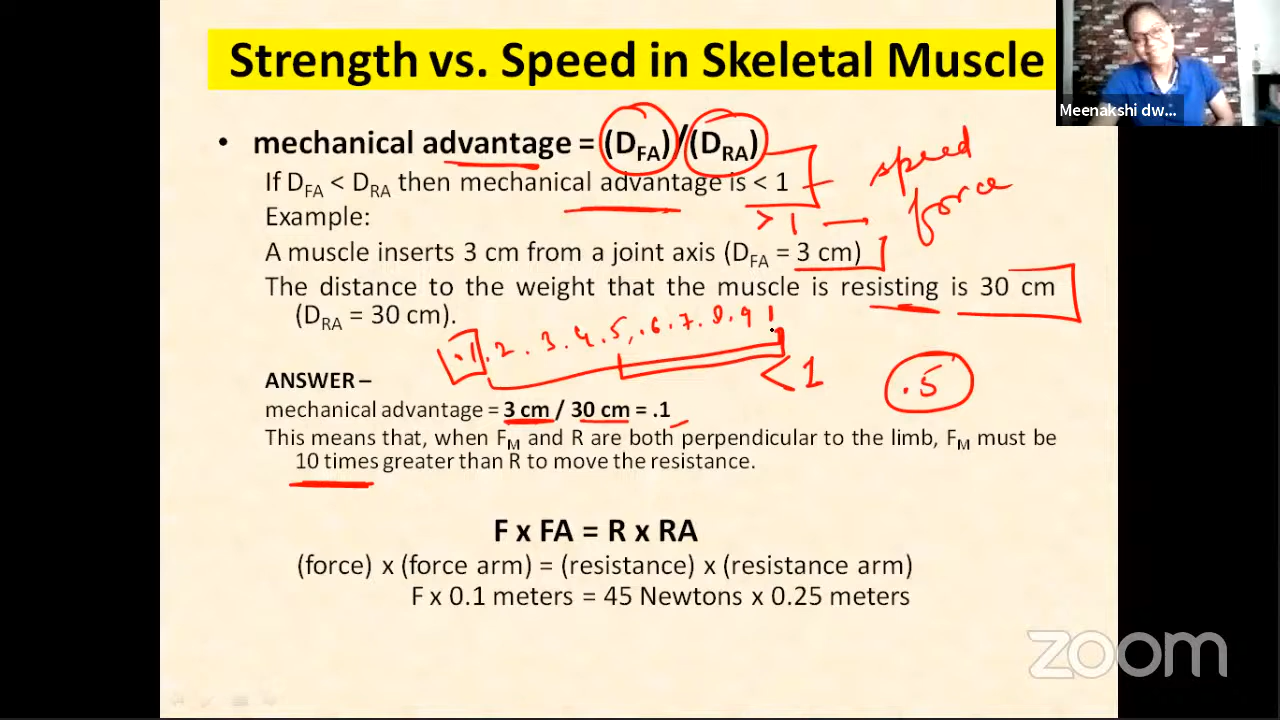 Strength vs. Speed in Skeletal Muscle
Meenakshi dw...
• mechanical advantage = (DFA)/(DRA)
If DFA < DRA then mechanical advantage is < 1
speed
> 1 — force
Example:
A muscle inserts 3 cm from a joint axis (DFA = 3 cm)
The distance to the weight that the muscle is resisting is 30 cm
(DRA = 30 cm).
.1 .2 .3 .4 .5, .6 .7 .8 .9 1
< 1
.5
ANSWER –
mechanical advantage = 3 cm / 30 cm = .1
This means that, when FM and R are both perpendicular to the limb, FM must be
10 times greater than R to move the resistance.
F x FA = R x RA
(force) x (force arm) = (resistance) x (resistance arm)
F x 0.1 meters = 45 Newtons x 0.25 meters
zoom